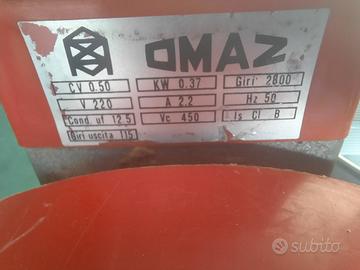 OMAZ
CV 0.50 KW 0.37 Giri' 2800
V 220 A 2.2 Hz 50
Cond uf 12.5 Vc 450 Is Cl B
Giri uscita 115
subito